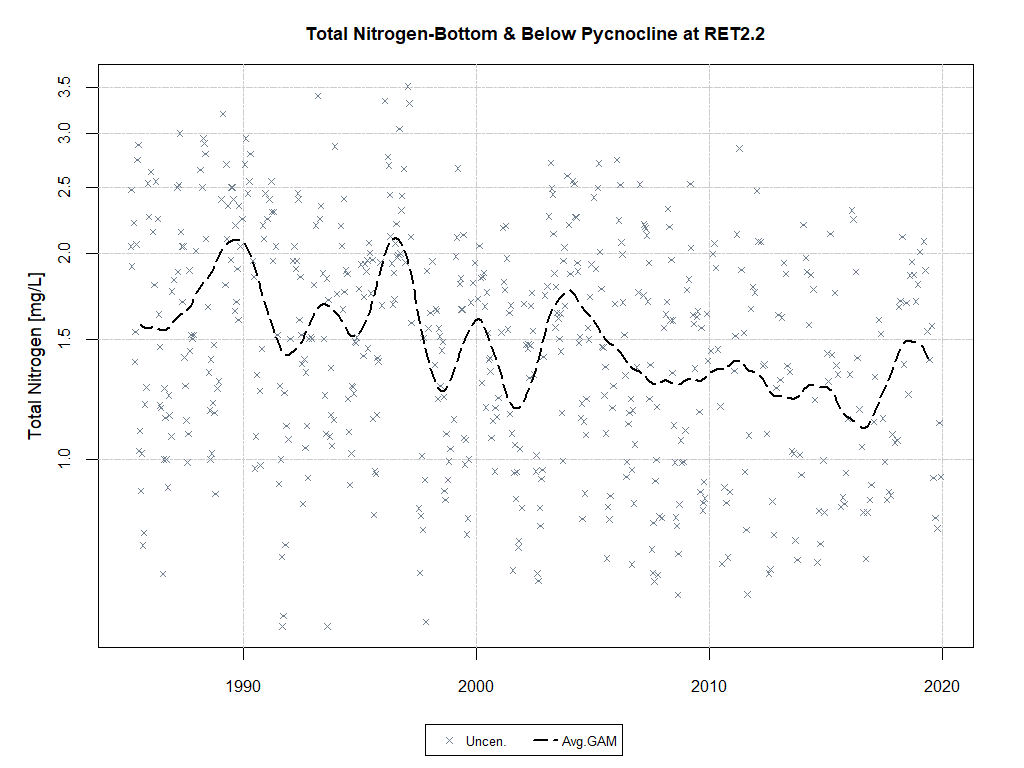 Total Nitrogen-Bottom & Below Pycnocline at RET2.2
Total Nitrogen [mg/L]
3.5
3.0
2.5
2.0
1.5
1.0
1990 2000 2010 2020
Uncen. Avg.GAM